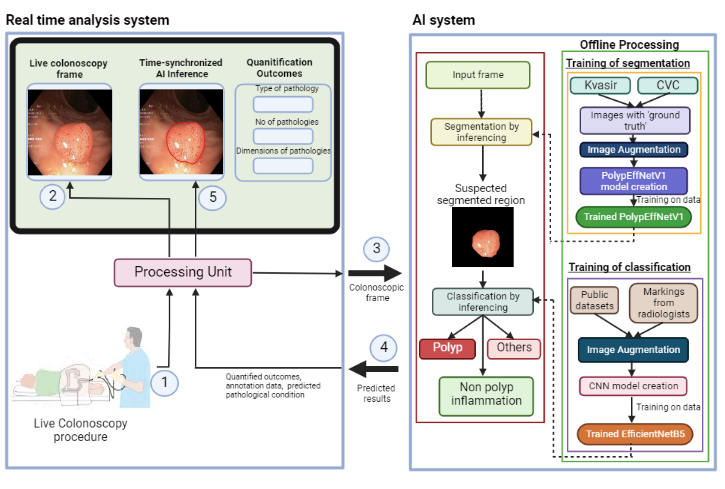 Real time analysis system
Live colonoscopy
frame
Time-synchronized
AI Inference
Quanitification
Outcomes
Type of pathology
No of pathologies
Dimensions of pathologies
2
5
Processing Unit
1
Live Colonoscopy
procedure
3
Colonoscopic
frame
4
Predicted
results
Quantified outcomes,
annotation data, predicted
pathological condition
AI system
Input frame
Segmentation by
inferencing
Suspected
segmented region
Classification by
inferencing
Polyp
Others
Non polyp
inflammation
Offline Processing
Training of segmentation
Kvasir
CVC
Images with 'ground
truth'
Image Augmentation
PolypEffNetV1
model creation
Training on data
Trained PolypEffNetV1
Training of classification
Public
datasets
Markings
from
radiologists
Image Augmentation
CNN model creation
Training on data
Trained EfficientNetB5